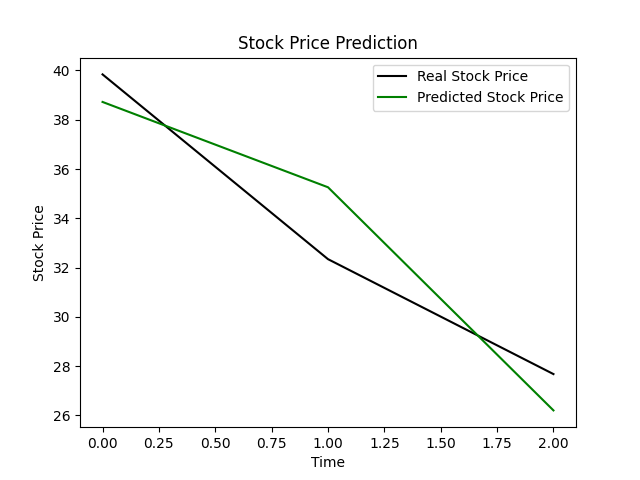 Stock Price Prediction
Real Stock Price
Predicted Stock Price
Stock Price
40
38
36
34
32
30
28
26
0.00 0.25 0.50 0.75 1.00 1.25 1.50 1.75 2.00
Time